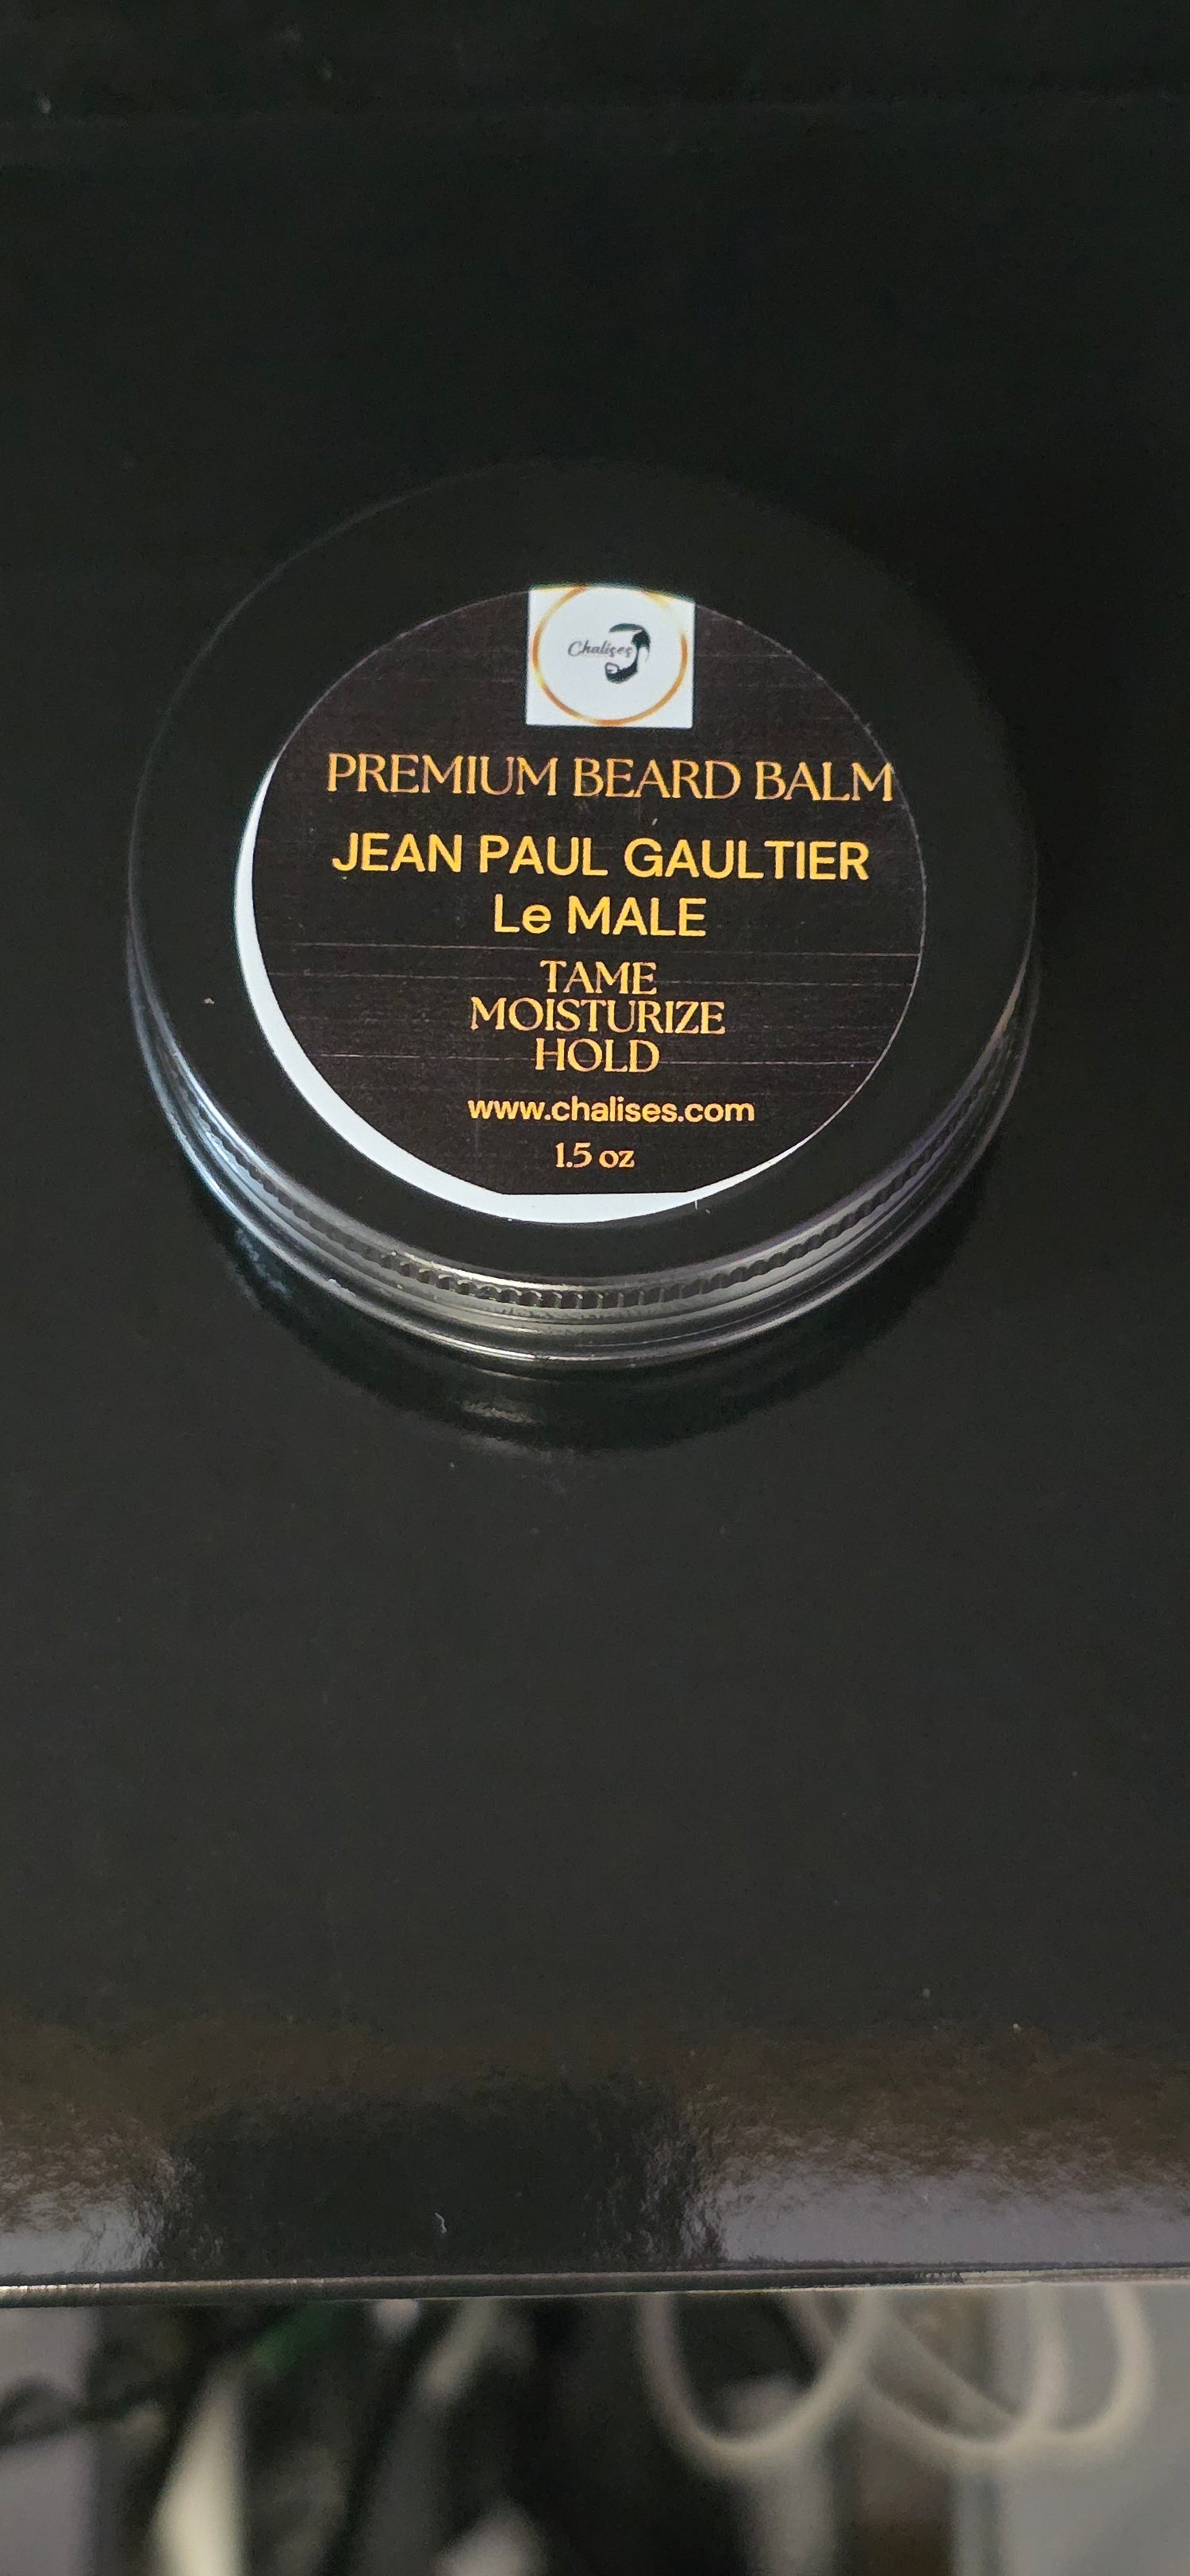 Chalises
PREMIUM BEARD BALM
JEAN PAUL GAULTIER
Le MALE
TAME
MOISTURIZE
HOLD
www.chalises.com
1.5 oz